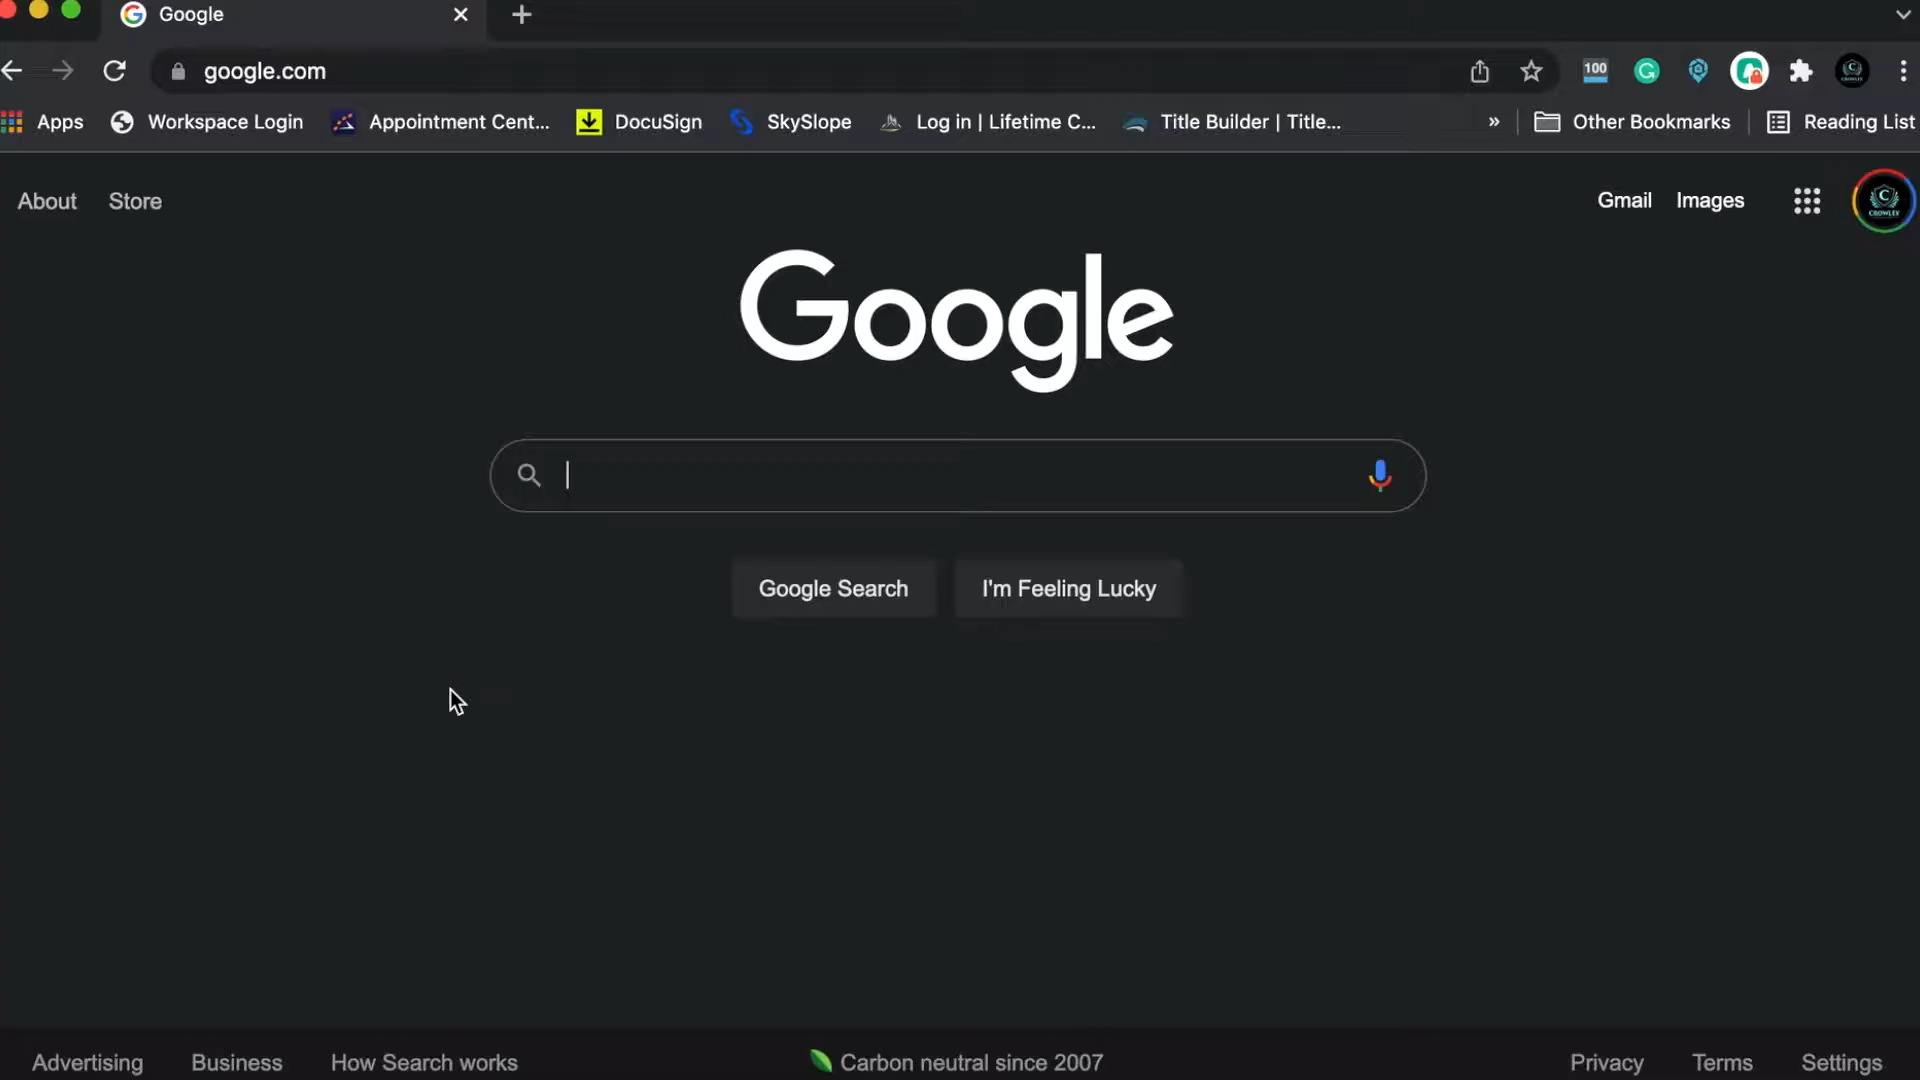 Google
google.com
100
Apps
Workspace Login
Appointment Cent...
DocuSign
SkySlope
Log in | Lifetime C...
Title Builder | Title...
»
Other Bookmarks
Reading List
About
Store
Gmail
Images
C
CROWLEY
Google
Google Search
I'm Feeling Lucky
Advertising
Business
How Search works
Carbon neutral since 2007
Privacy
Terms
Settings